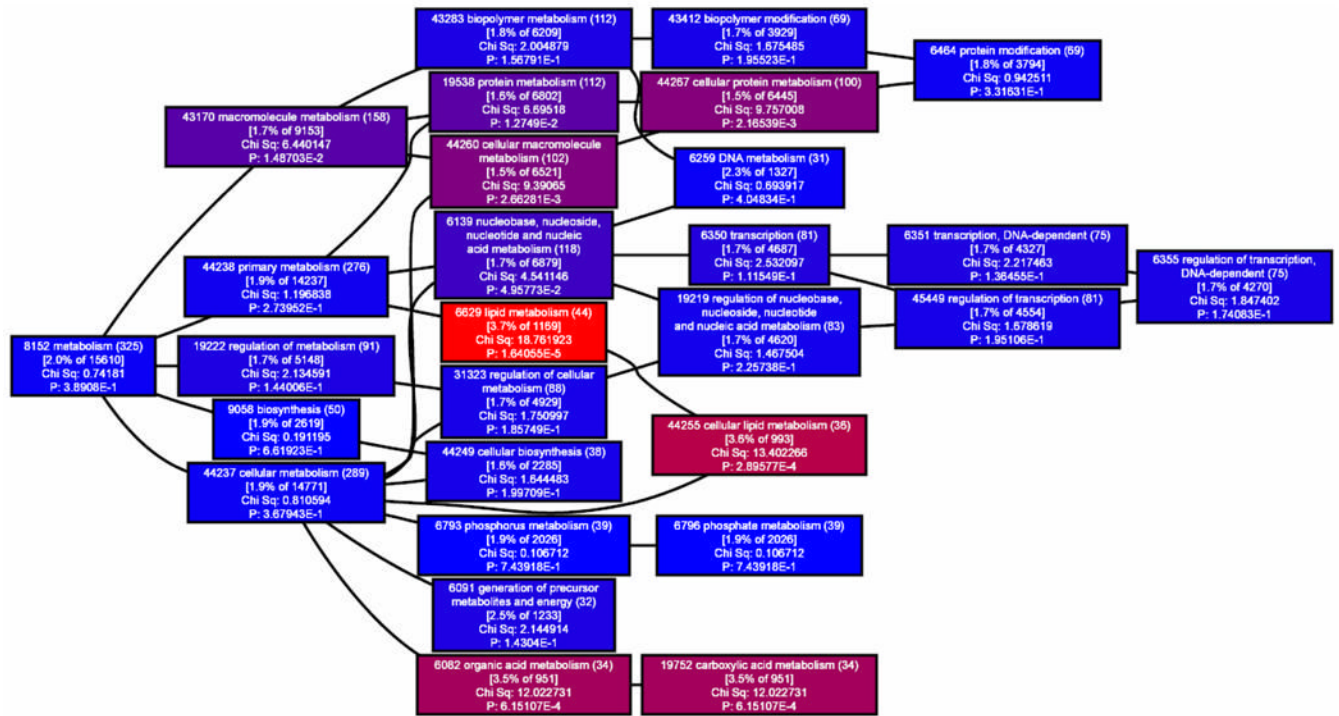 43283 biopolymer metabolism (112)
[1.8% of 6209]
Chi Sq: 2.004879
P: 1.56791E-1
43412 biopolymer modification (69)
[1.7% of 3929]
Chi Sq: 1.675485
P: 1.95523E-1
6464 protein modification (69)
[1.8% of 3794]
Chi Sq: 0.942511
P: 3.31631E-1
19538 protein metabolism (112)
[1.6% of 6802]
Chi Sq: 6.69518
P: 1.2749E-2
44267 cellular protein metabolism (100)
[1.5% of 6445]
Chi Sq: 9.757008
P: 2.16539E-3
43170 macromolecule metabolism (158)
[1.7% of 9153]
Chi Sq: 6.440147
P: 1.48703E-2
44260 cellular macromolecule
metabolism (102)
[1.5% of 6521]
Chi Sq: 9.39065
P: 2.66281E-3
6259 DNA metabolism (31)
[2.3% of 1327]
Chi Sq: 0.693917
P: 4.04834E-1
6139 nucleobase, nucleoside,
nucleotide and nucleic
acid metabolism (118)
[1.7% of 6879]
Chi Sq: 4.541146
P: 4.95773E-2
6350 transcription (81)
[1.7% of 4687]
Chi Sq: 2.532097
P: 1.11549E-1
6351 transcription, DNA-dependent (75)
[1.7% of 4327]
Chi Sq: 2.217463
P: 1.36455E-1
6355 regulation of transcription,
DNA-dependent (75)
[1.7% of 4270]
Chi Sq: 1.847402
P: 1.74083E-1
44238 primary metabolism (276)
[1.9% of 14237]
Chi Sq: 1.196838
P: 2.73952E-1
19219 regulation of nucleobase,
nucleoside, nucleotide
and nucleic acid metabolism (83)
[1.7% of 4620]
Chi Sq: 1.467504
P: 2.25738E-1
45449 regulation of transcription (81)
[1.7% of 4554]
Chi Sq: 1.678619
P: 1.95106E-1
6629 lipid metabolism (44)
[3.7% of 1169]
Chi Sq: 18.761923
P: 1.64055E-5
8152 metabolism (325)
[2.0% of 15610]
Chi Sq: 0.74181
P: 3.8908E-1
19222 regulation of metabolism (91)
[1.7% of 5148]
Chi Sq: 2.134591
P: 1.44006E-1
31323 regulation of cellular
metabolism (88)
[1.7% of 4929]
Chi Sq: 1.750997
P: 1.85749E-1
9058 biosynthesis (50)
[1.9% of 2619]
Chi Sq: 0.191195
P: 6.61923E-1
44255 cellular lipid metabolism (36)
[3.6% of 993]
Chi Sq: 13.402266
P: 2.89577E-4
44249 cellular biosynthesis (38)
[1.6% of 2285]
Chi Sq: 1.644483
P: 1.99709E-1
44237 cellular metabolism (289)
[1.9% of 14771]
Chi Sq: 0.810594
P: 3.67943E-1
6793 phosphorus metabolism (39)
[1.9% of 2026]
Chi Sq: 0.106712
P: 7.43918E-1
6796 phosphate metabolism (39)
[1.9% of 2026]
Chi Sq: 0.106712
P: 7.43918E-1
6091 generation of precursor
metabolites and energy (32)
[2.5% of 1233]
Chi Sq: 2.144914
P: 1.4304E-1
6082 organic acid metabolism (34)
[3.5% of 951]
Chi Sq: 12.022731
P: 6.15107E-4
19752 carboxylic acid metabolism (34)
[3.5% of 951]
Chi Sq: 12.022731
P: 6.15107E-4